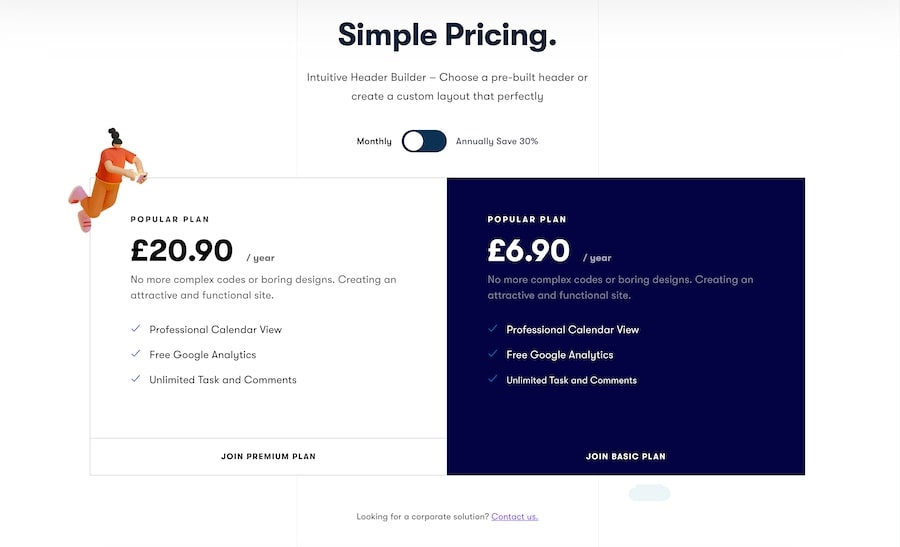 Simple Pricing.
Intuitive Header Builder – Choose a pre-built header or
create a custom layout that perfectly
Monthly Annually Save 30%
POPULAR PLAN
£20.90 / year
No more complex codes or boring designs. Creating an
attractive and functional site.
Professional Calendar View
Free Google Analytics
Unlimited Task and Comments
JOIN PREMIUM PLAN
POPULAR PLAN
£6.90 / year
No more complex codes or boring designs. Creating an
attractive and functional site.
Professional Calendar View
Free Google Analytics
Unlimited Task and Comments
JOIN BASIC PLAN
Looking for a corporate solution? Contact us.